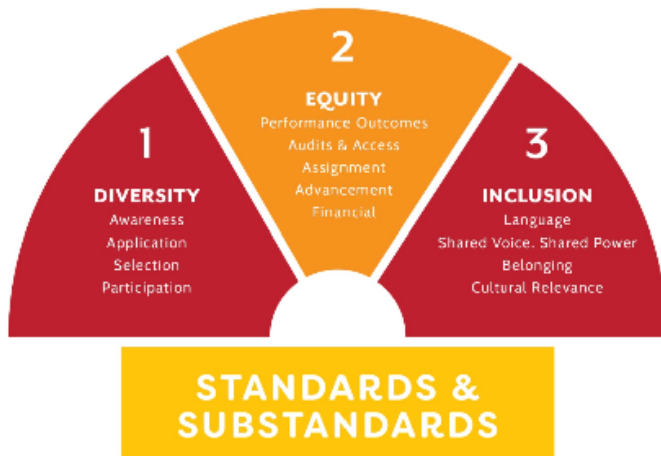 1
DIVERSITY
Awareness
Application
Selection
Participation
2
EQUITY
Performance Outcomes
Audits & Access
Assignment
Advancement
Financial
3
INCLUSION
Language
Shared Voice. Shared Power
Belonging
Cultural Relevance
STANDARDS &
SUBSTANDARDS